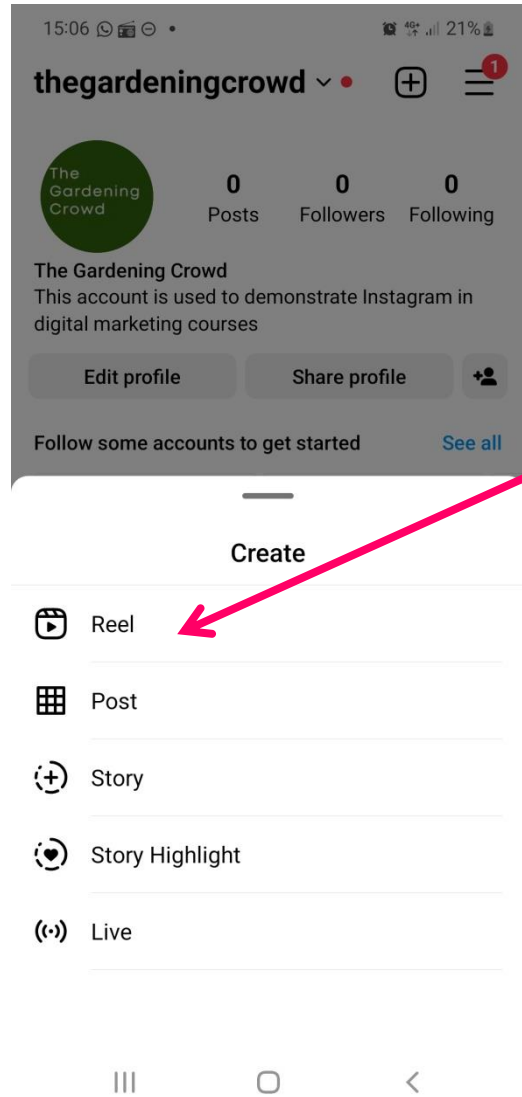 15:06 4G+ 21%
thegardeningcrowd
1
The
Gardening
Crowd
0 0 0
Posts Followers Following
The Gardening Crowd
This account is used to demonstrate Instagram in
digital marketing courses
Edit profile Share profile
Follow some accounts to get started See all
Create
Reel
Post
Story
Story Highlight
Live